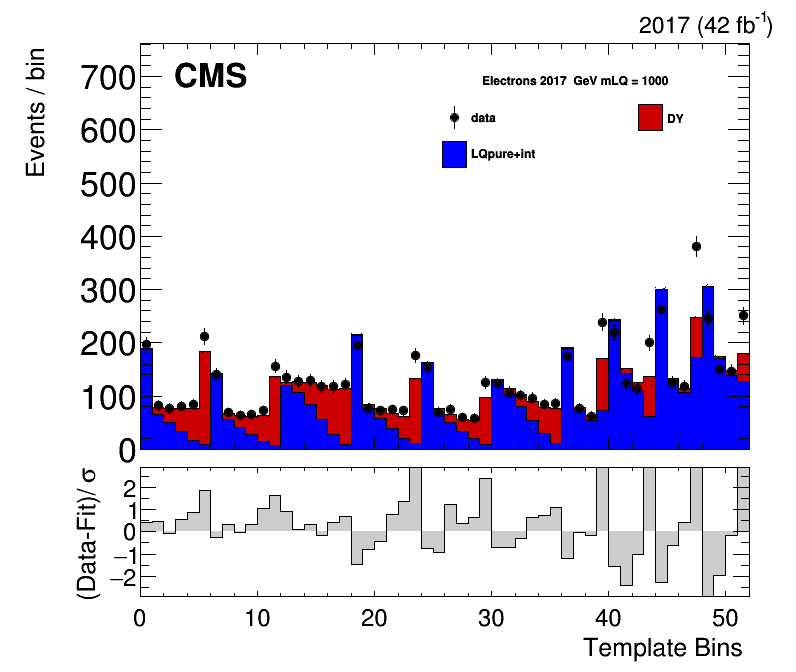 2017 (42 fb-1)
CMS
Electrons 2017 GeV mLQ = 1000
data
DY
LQpure+int
Events / bin
700
600
500
400
300
200
100
0
(Data-Fit)/ σ
2
1
0
−1
−2
0 10 20 30 40 50
Template Bins